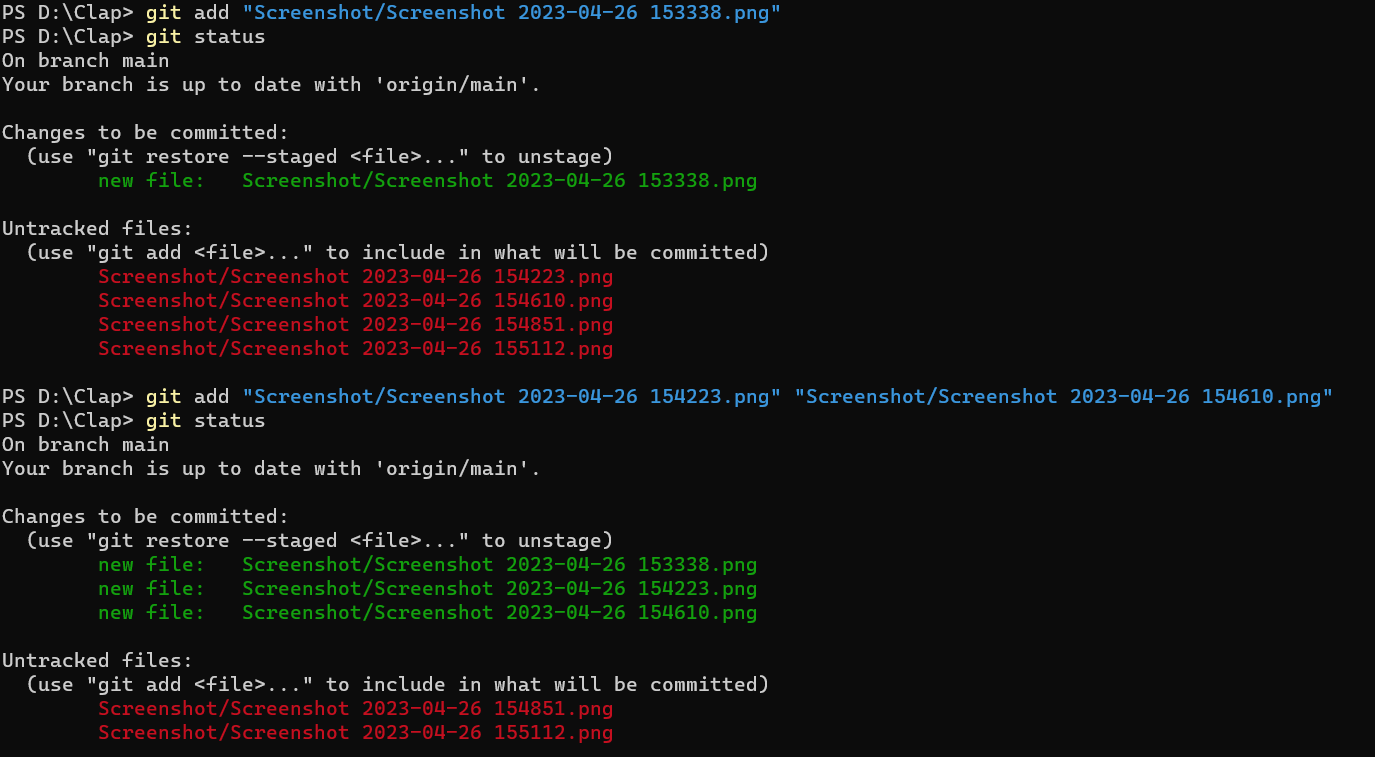 PS D:\Clap> git add "Screenshot/Screenshot 2023-04-26 153338.png"
PS D:\Clap> git status
On branch main
Your branch is up to date with 'origin/main'.
Changes to be committed:
(use "git restore --staged <file>..." to unstage)
new file: Screenshot/Screenshot 2023-04-26 153338.png
Untracked files:
(use "git add <file>..." to include in what will be committed)
Screenshot/Screenshot 2023-04-26 154223.png
Screenshot/Screenshot 2023-04-26 154610.png
Screenshot/Screenshot 2023-04-26 154851.png
Screenshot/Screenshot 2023-04-26 155112.png
PS D:\Clap> git add "Screenshot/Screenshot 2023-04-26 154223.png" "Screenshot/Screenshot 2023-04-26 154610.png"
PS D:\Clap> git status
On branch main
Your branch is up to date with 'origin/main'.
Changes to be committed:
(use "git restore --staged <file>..." to unstage)
new file: Screenshot/Screenshot 2023-04-26 153338.png
new file: Screenshot/Screenshot 2023-04-26 154223.png
new file: Screenshot/Screenshot 2023-04-26 154610.png
Untracked files:
(use "git add <file>..." to include in what will be committed)
Screenshot/Screenshot 2023-04-26 154851.png
Screenshot/Screenshot 2023-04-26 155112.png